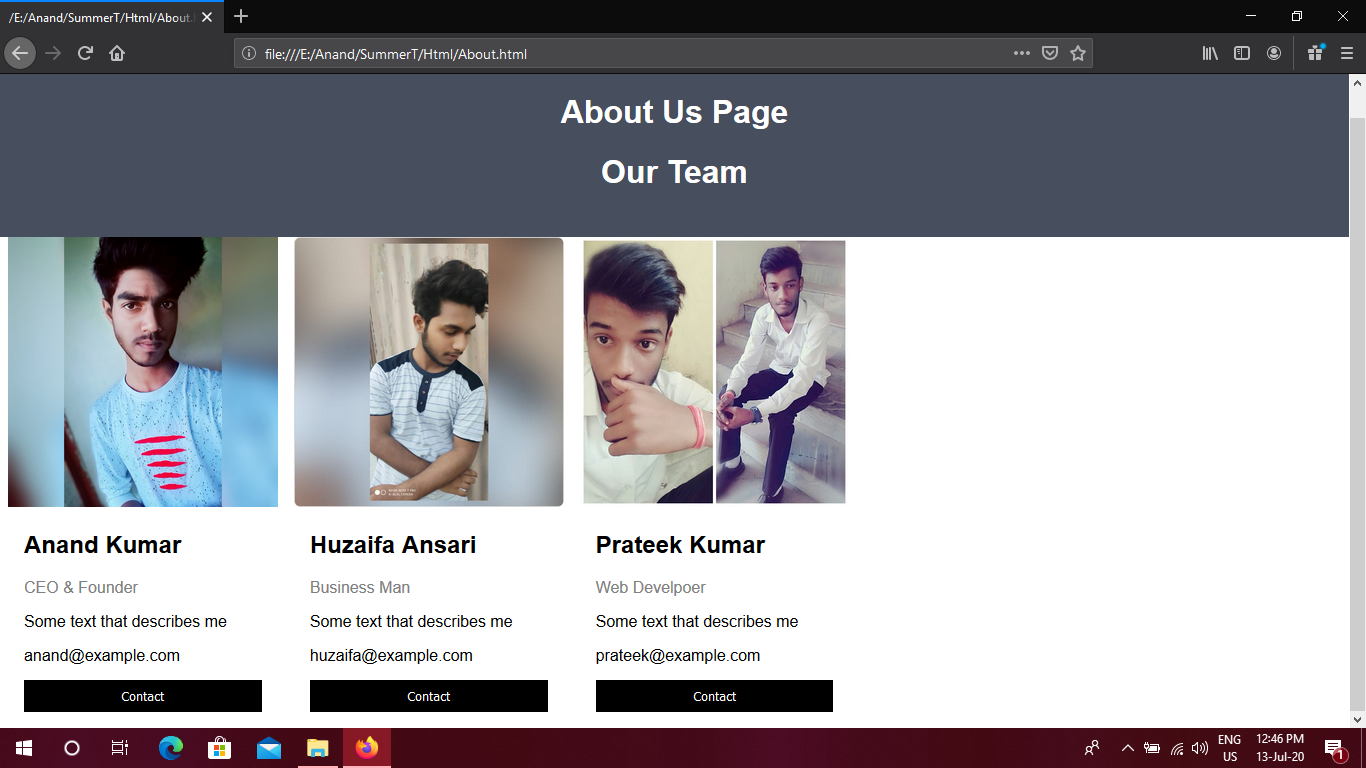 /E:/Anand/SummerT/Html/About.
file:///E:/Anand/SummerT/Html/About.html
About Us Page
Our Team
Anand Kumar
CEO & Founder
Some text that describes me
anand@example.com
Contact
Huzaifa Ansari
Business Man
Some text that describes me
huzaifa@example.com
Contact
Prateek Kumar
Web Develpoer
Some text that describes me
prateek@example.com
Contact
ENG
US
12:46 PM
13-Jul-20
1